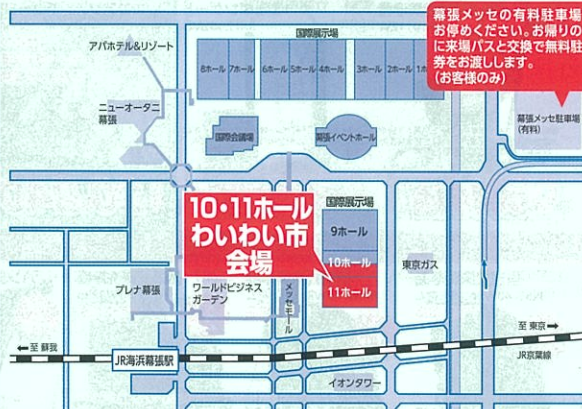 幕張メッセの有料駐車場
お停めください。お帰りの
に来場パスと交換で無料駐
券をお渡しします。
(お客様のみ)
国際展示場
アパホテル&リゾート
8ホール
7ホール
6ホール
5ホール
4ホール
3ホール
2ホール
1ホ
ニューオータニ
幕張
国際会議場
幕張イベントホール
幕張メッセ駐車場
(有料)
10・11ホール
わいわい市
会場
国際展示場
9ホール
10ホール
11ホール
東京ガス
プレナ幕張
ワールドビジネス
ガーデン
メッセモール
←至 蘇我
至 東京→
JR海浜幕張駅
JR京葉線
イオンタワー